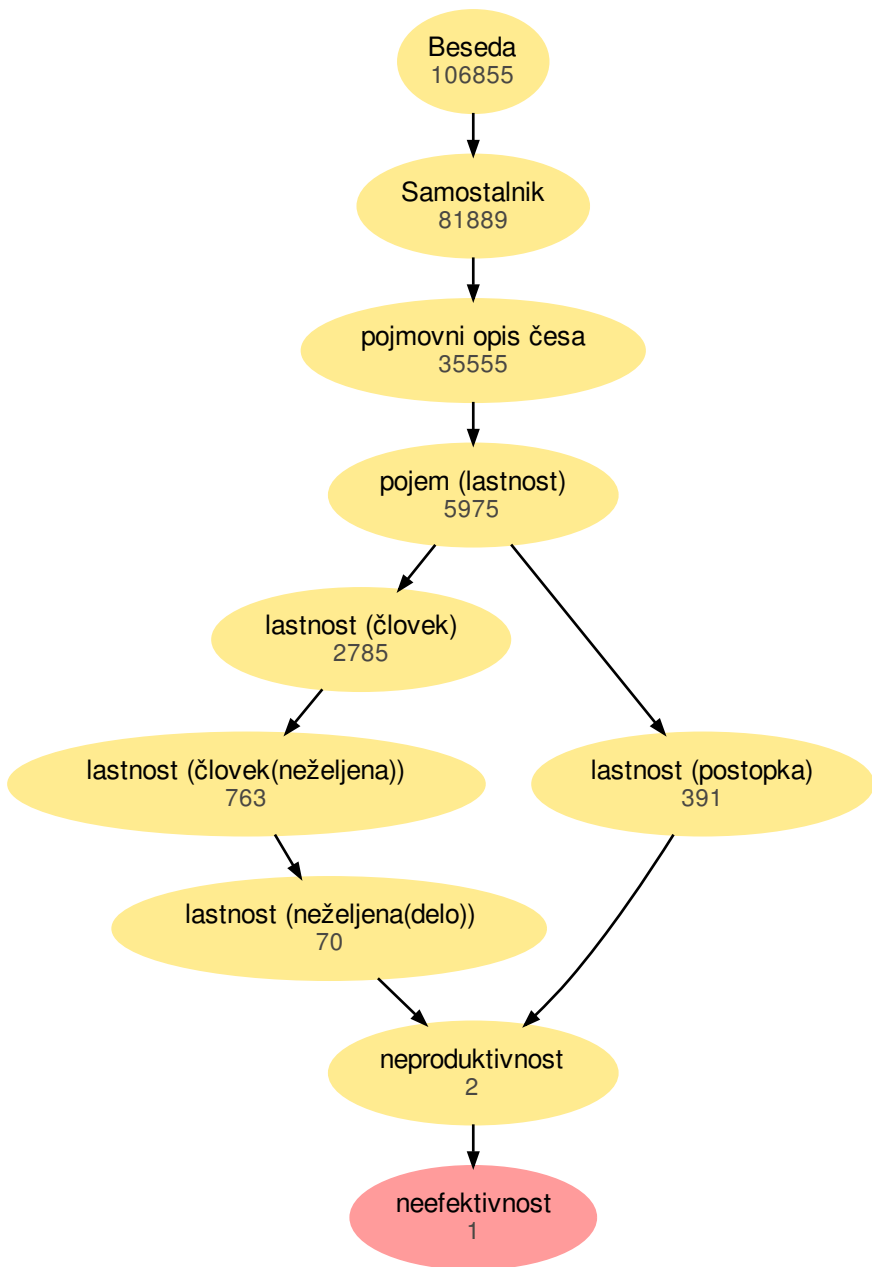 Beseda
106855
Samostalnik
81889
pojmovni opis česa
35555
pojem (lastnost)
5975
lastnost (človek)
2785
lastnost (človek(neželjena))
763
lastnost (postopka)
391
lastnost (neželjena(delo))
70
neproduktivnost
2
neefektivnost
1